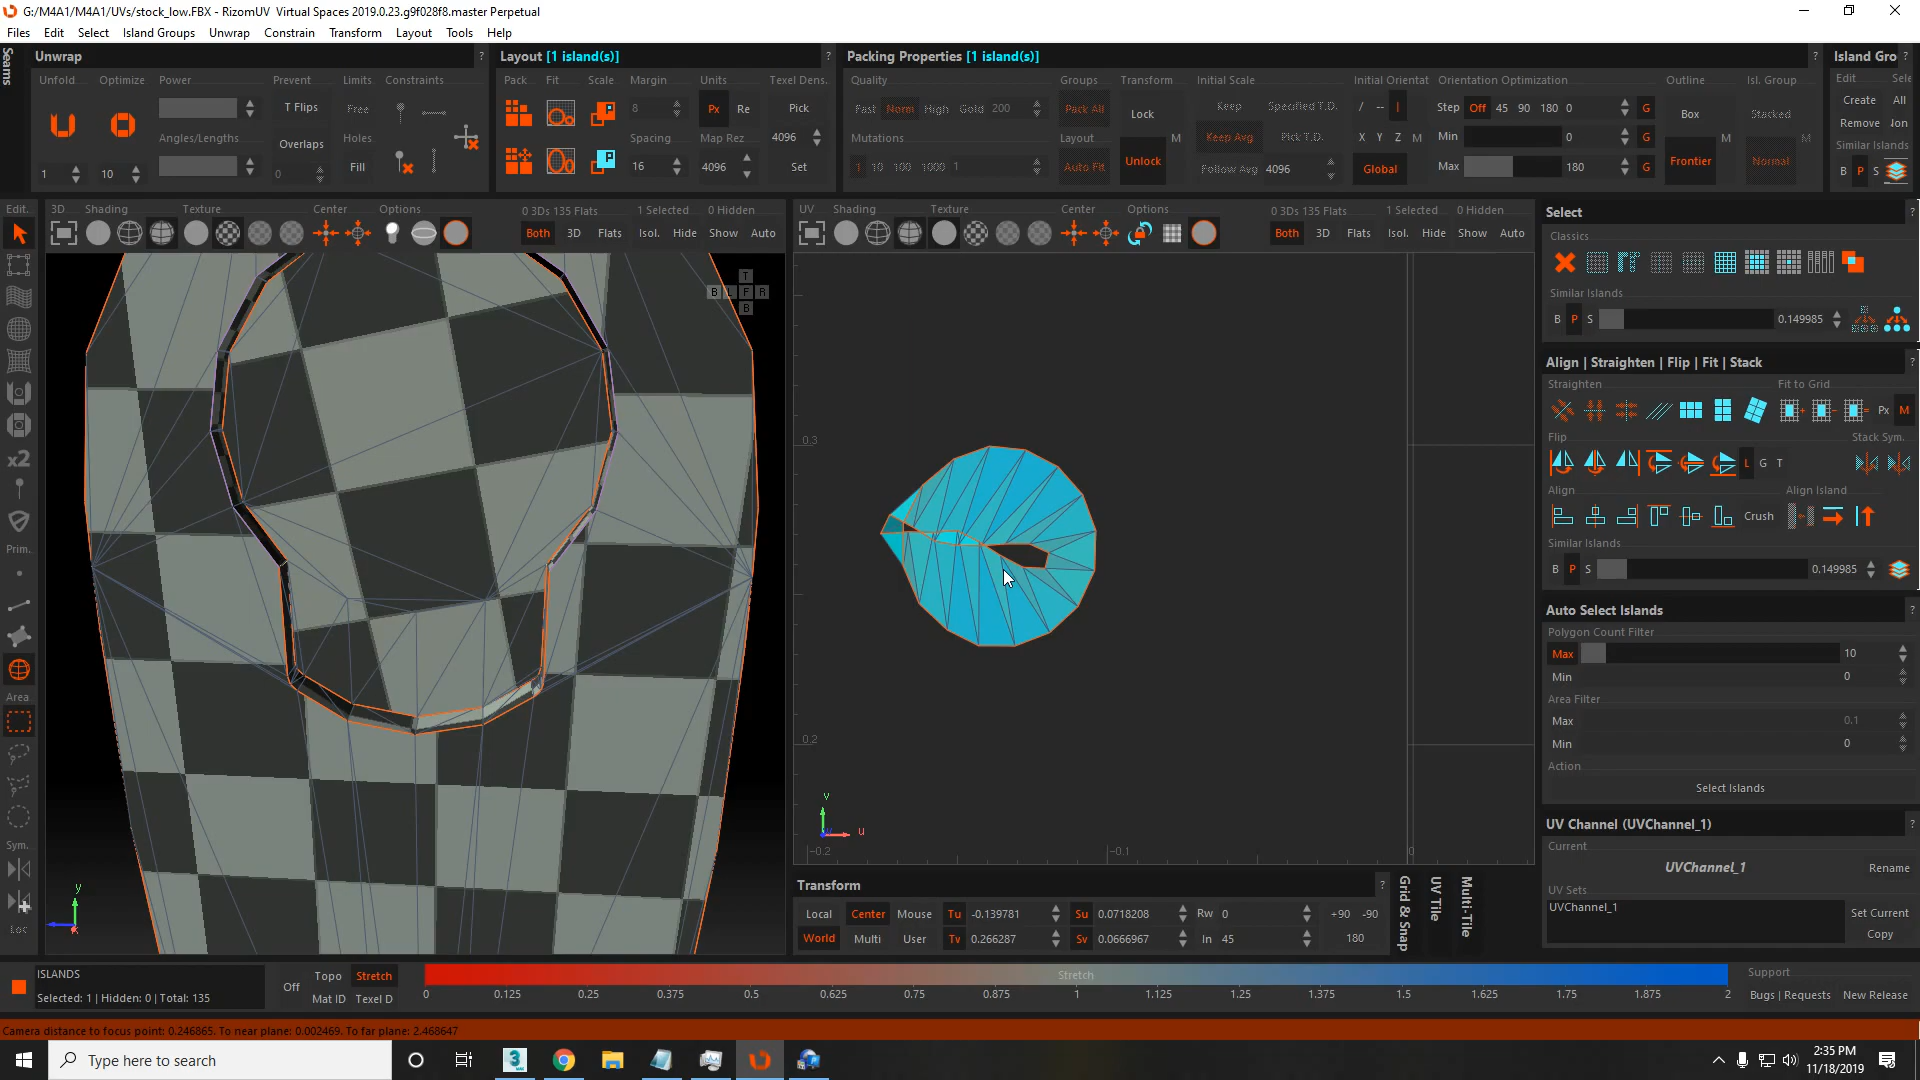 G:/M4A1/M4A1/UVs/stock_low.FBX - RizomUV Virtual Spaces 2019.0.23.g9f028f8.master Perpetual
Files Edit Select Island Groups Unwrap Constrain Transform Layout Tools Help
Seams
Unwrap ?
Unfold Optimize Power Prevent Limits Constraints
T Flips Free
Angles/Lengths Overlaps Holes
1 10 0 Fill
Layout [1 island(s)] ?
Pack Fit Scale Margin Units Texel Dens.
8 Px Re Pick
Spacing Map Rez 4096
16 4096 Set
Packing Properties [1 island(s)] ?
Quality Groups Transform Initial Scale Initial Orientat Orientation Optimization Outline Isl. Group
Fast Norm High Gold 200 Pack All Lock Keep Specified T.D. / -- | Step Off 45 90 180 0 G Box Stacked
Mutations Layout M Keep Avg Pick T.D. X Y Z M Min 0 G M M
1 10 100 1000 1 Auto Fit Unlock Follow Avg 4096 Global Max 180 G Frontier Normal
Island Gro ?
Edit Sele
Create All
Remove
Similar Islands
B P S
Edit. 3D Shading Texture Center Options 0 3Ds 135 Flats 1 Selected 0 Hidden
Both 3D Flats Isol. Hide Show Auto
UV Shading Texture Center Options 0 3Ds 135 Flats 1 Selected 0 Hidden
Both 3D Flats Isol. Hide Show Auto
T
B L F R
B
x2
Prim.
Area
Sym.
Loc
y
x
0.3
0.2
v
u
-0.2 -0.1 0
Select ?
Classics
Similar Islands
B P S 0.149985
Align | Straighten | Flip | Fit | Stack ?
Straighten Fit to Grid
Px M
Flip Stack Sym.
L G T
Align Align Island
Crush
Similar Islands
B P S 0.149985
Auto Select Islands ?
Polygon Count Filter
Max 10
Min 0
Area Filter
Max 0.1
Min 0
Action
Select Islands
UV Channel (UVChannel_1) ?
Current
UVChannel_1 Rename
UV Sets
UVChannel_1 Set Current
Copy
Transform ?
Local Center Mouse Tu -0.139781 Su 0.0718208 Rw 0 +90 -90
World Multi User Tv 0.266287 Sv 0.0666967 In 45 180
Grid & Snap
UV Tile
Multi-Tile
ISLANDS
Selected: 1 | Hidden: 0 | Total: 135
Off Topo Stretch
Mat ID Texel D
Stretch
0 0.125 0.25 0.375 0.5 0.625 0.75 0.875 1 1.125 1.25 1.375 1.5 1.625 1.75 1.875 2
Support
Bugs | Requests New Release
Camera distance to focus point: 0.246865. To near plane: 0.002469. To far plane: 2.468647
Type here to search
3
2:35 PM
11/18/2019